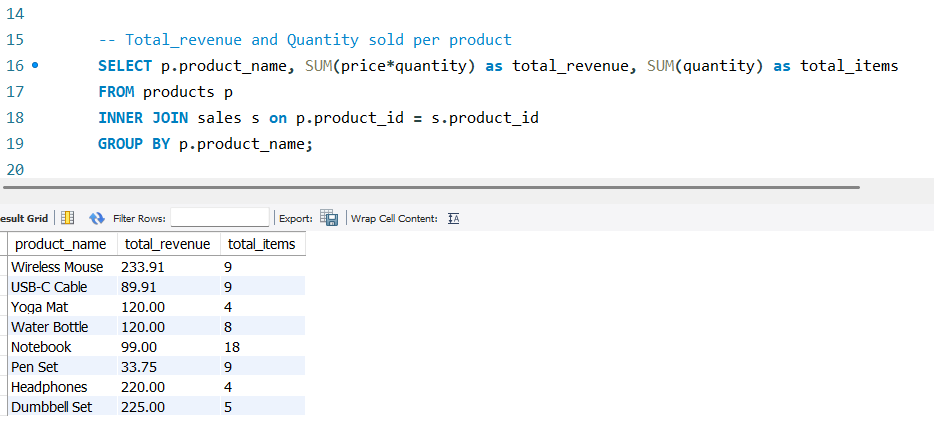 14
15 -- Total_revenue and Quantity sold per product
16 SELECT p.product_name, SUM(price*quantity) as total_revenue, SUM(quantity) as total_items
17 FROM products p
18 INNER JOIN sales s on p.product_id = s.product_id
19 GROUP BY p.product_name;
20
esult Grid Filter Rows: Export: Wrap Cell Content: IA
product_name total_revenue total_items
Wireless Mouse 233.91 9
USB-C Cable 89.91 9
Yoga Mat 120.00 4
Water Bottle 120.00 8
Notebook 99.00 18
Pen Set 33.75 9
Headphones 220.00 4
Dumbbell Set 225.00 5